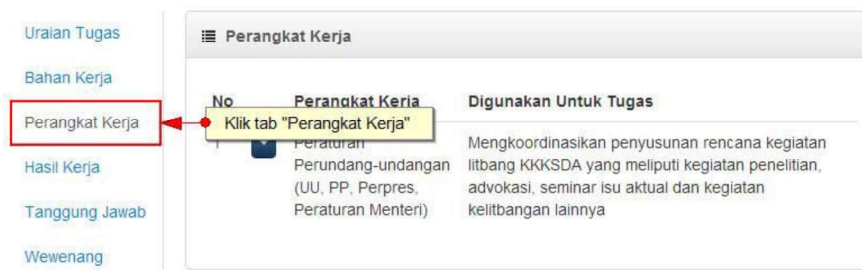 Uraian Tugas
Bahan Kerja
Perangkat Kerja
Hasil Kerja
Tanggung Jawab
Wewenang
Perangkat Kerja
No Perangkat Kerja Digunakan Untuk Tugas
Klik tab "Perangkat Kerja"
1 Peraturan
Perundang-undangan
(UU, PP, Perpres,
Peraturan Menteri)
Mengkoordinasikan penyusunan rencana kegiatan
litbang KKKSDA yang meliputi kegiatan penelitian,
advokasi, seminar isu aktual dan kegiatan
kelitbangan lainnya